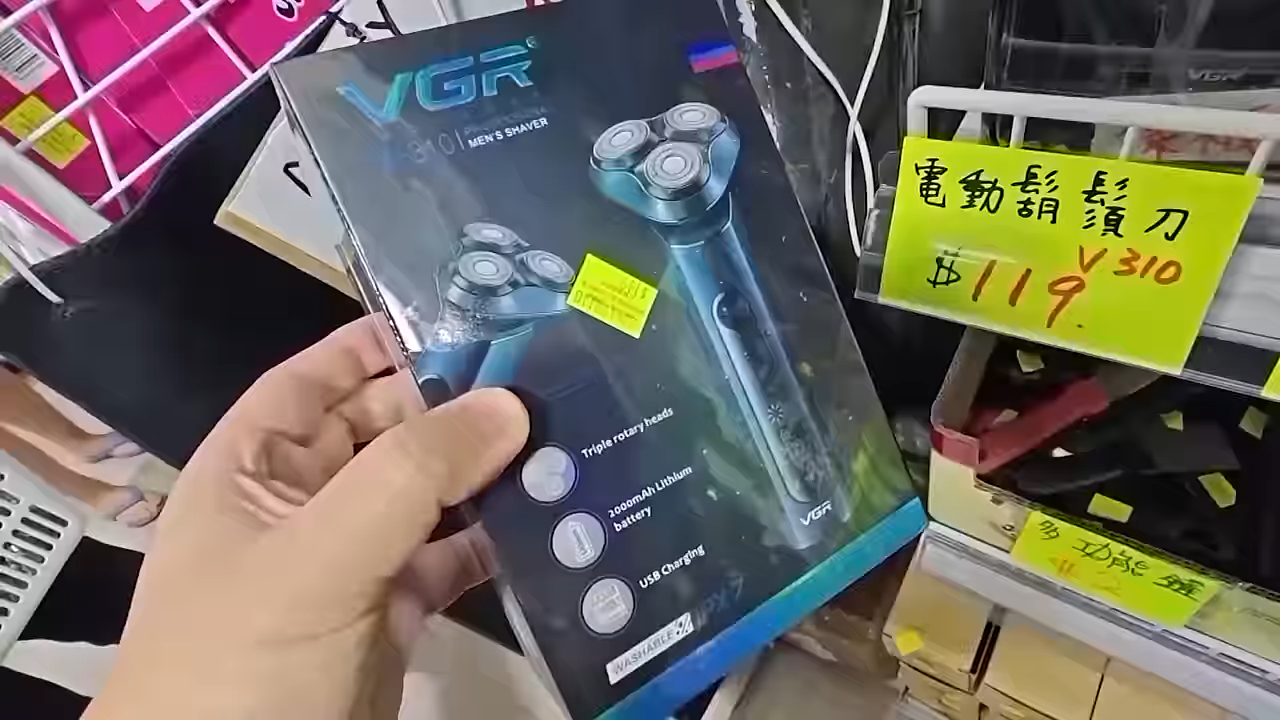 VGR
310
MEN'S SHAVER
Triple rotary heads
2000mAh Lithium
battery
USB Charging
WASHABLE
IPX7
VGR
VGR
電動鬍鬚刀
V310
$119.
多功能